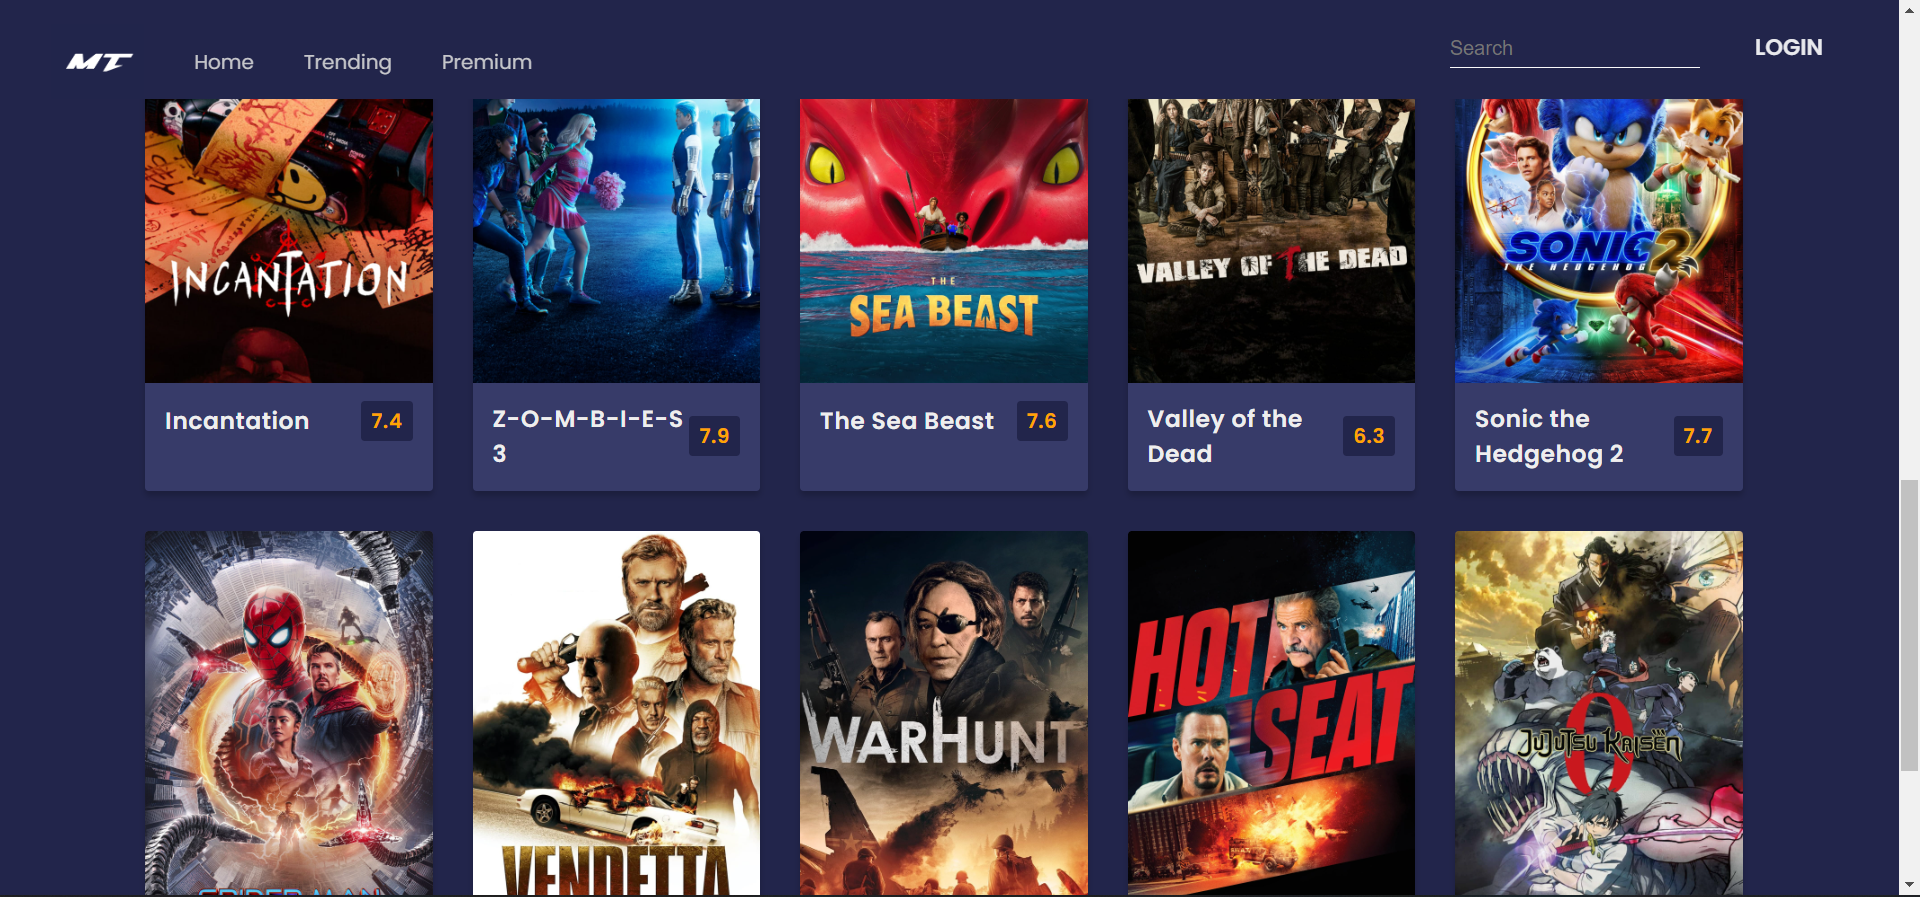 MT
Home
Trending
Premium
Search
LOGIN
INCANTATION
THE
SEA BEAST
VALLEY OF THE DEAD
SONIC 2
THE HEDGEHOG
Incantation
7.4
Z-O-M-B-I-E-S
3
7.9
The Sea Beast
7.6
Valley of the
Dead
6.3
Sonic the
Hedgehog 2
7.7
SPIDER-MAN
VENDETTA
WARHUNT
HOT
SEAT
0
JUJUTSU KAISEN